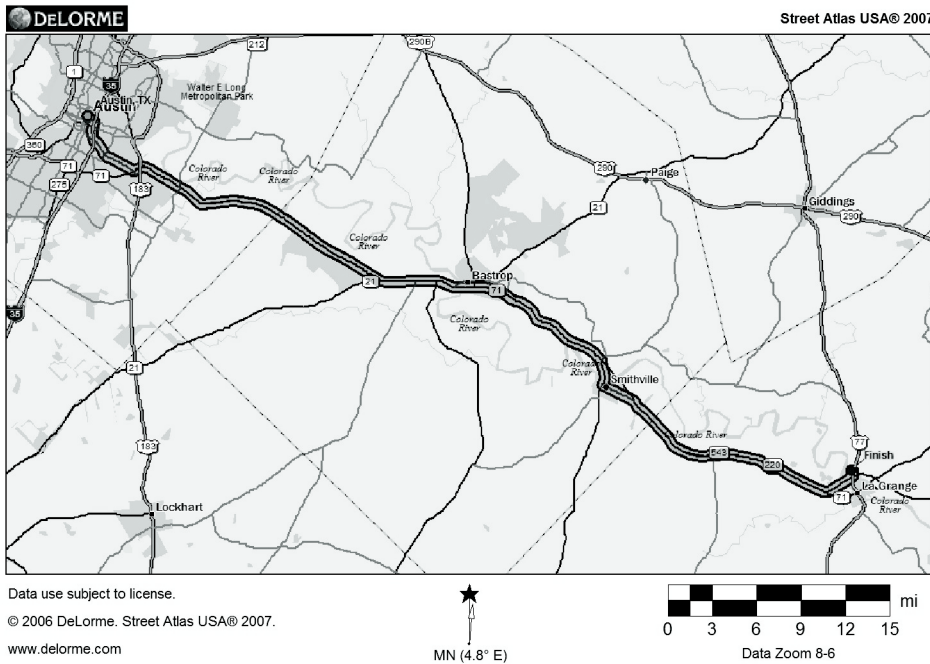 DELORME
Street Atlas USA® 2007
290B
212
1
35
Austin, TX
Austin
Walter E Long
Metropolitan Park
360
71
275
71
183
Colorado
River
Colorado
River
290
Paige
21
Giddings
290
Colorado
River
21
Bastrop
71
35
Colorado
River
21
Colorado
River
Smithville
183
Colorado River
543
220
77
Finish
La Grange
71
Colorado
River
Lockhart
Data use subject to license.
© 2006 DeLorme. Street Atlas USA® 2007.
www.delorme.com
MN (4.8° E)
mi
0 3 6 9 12 15
Data Zoom 8-6